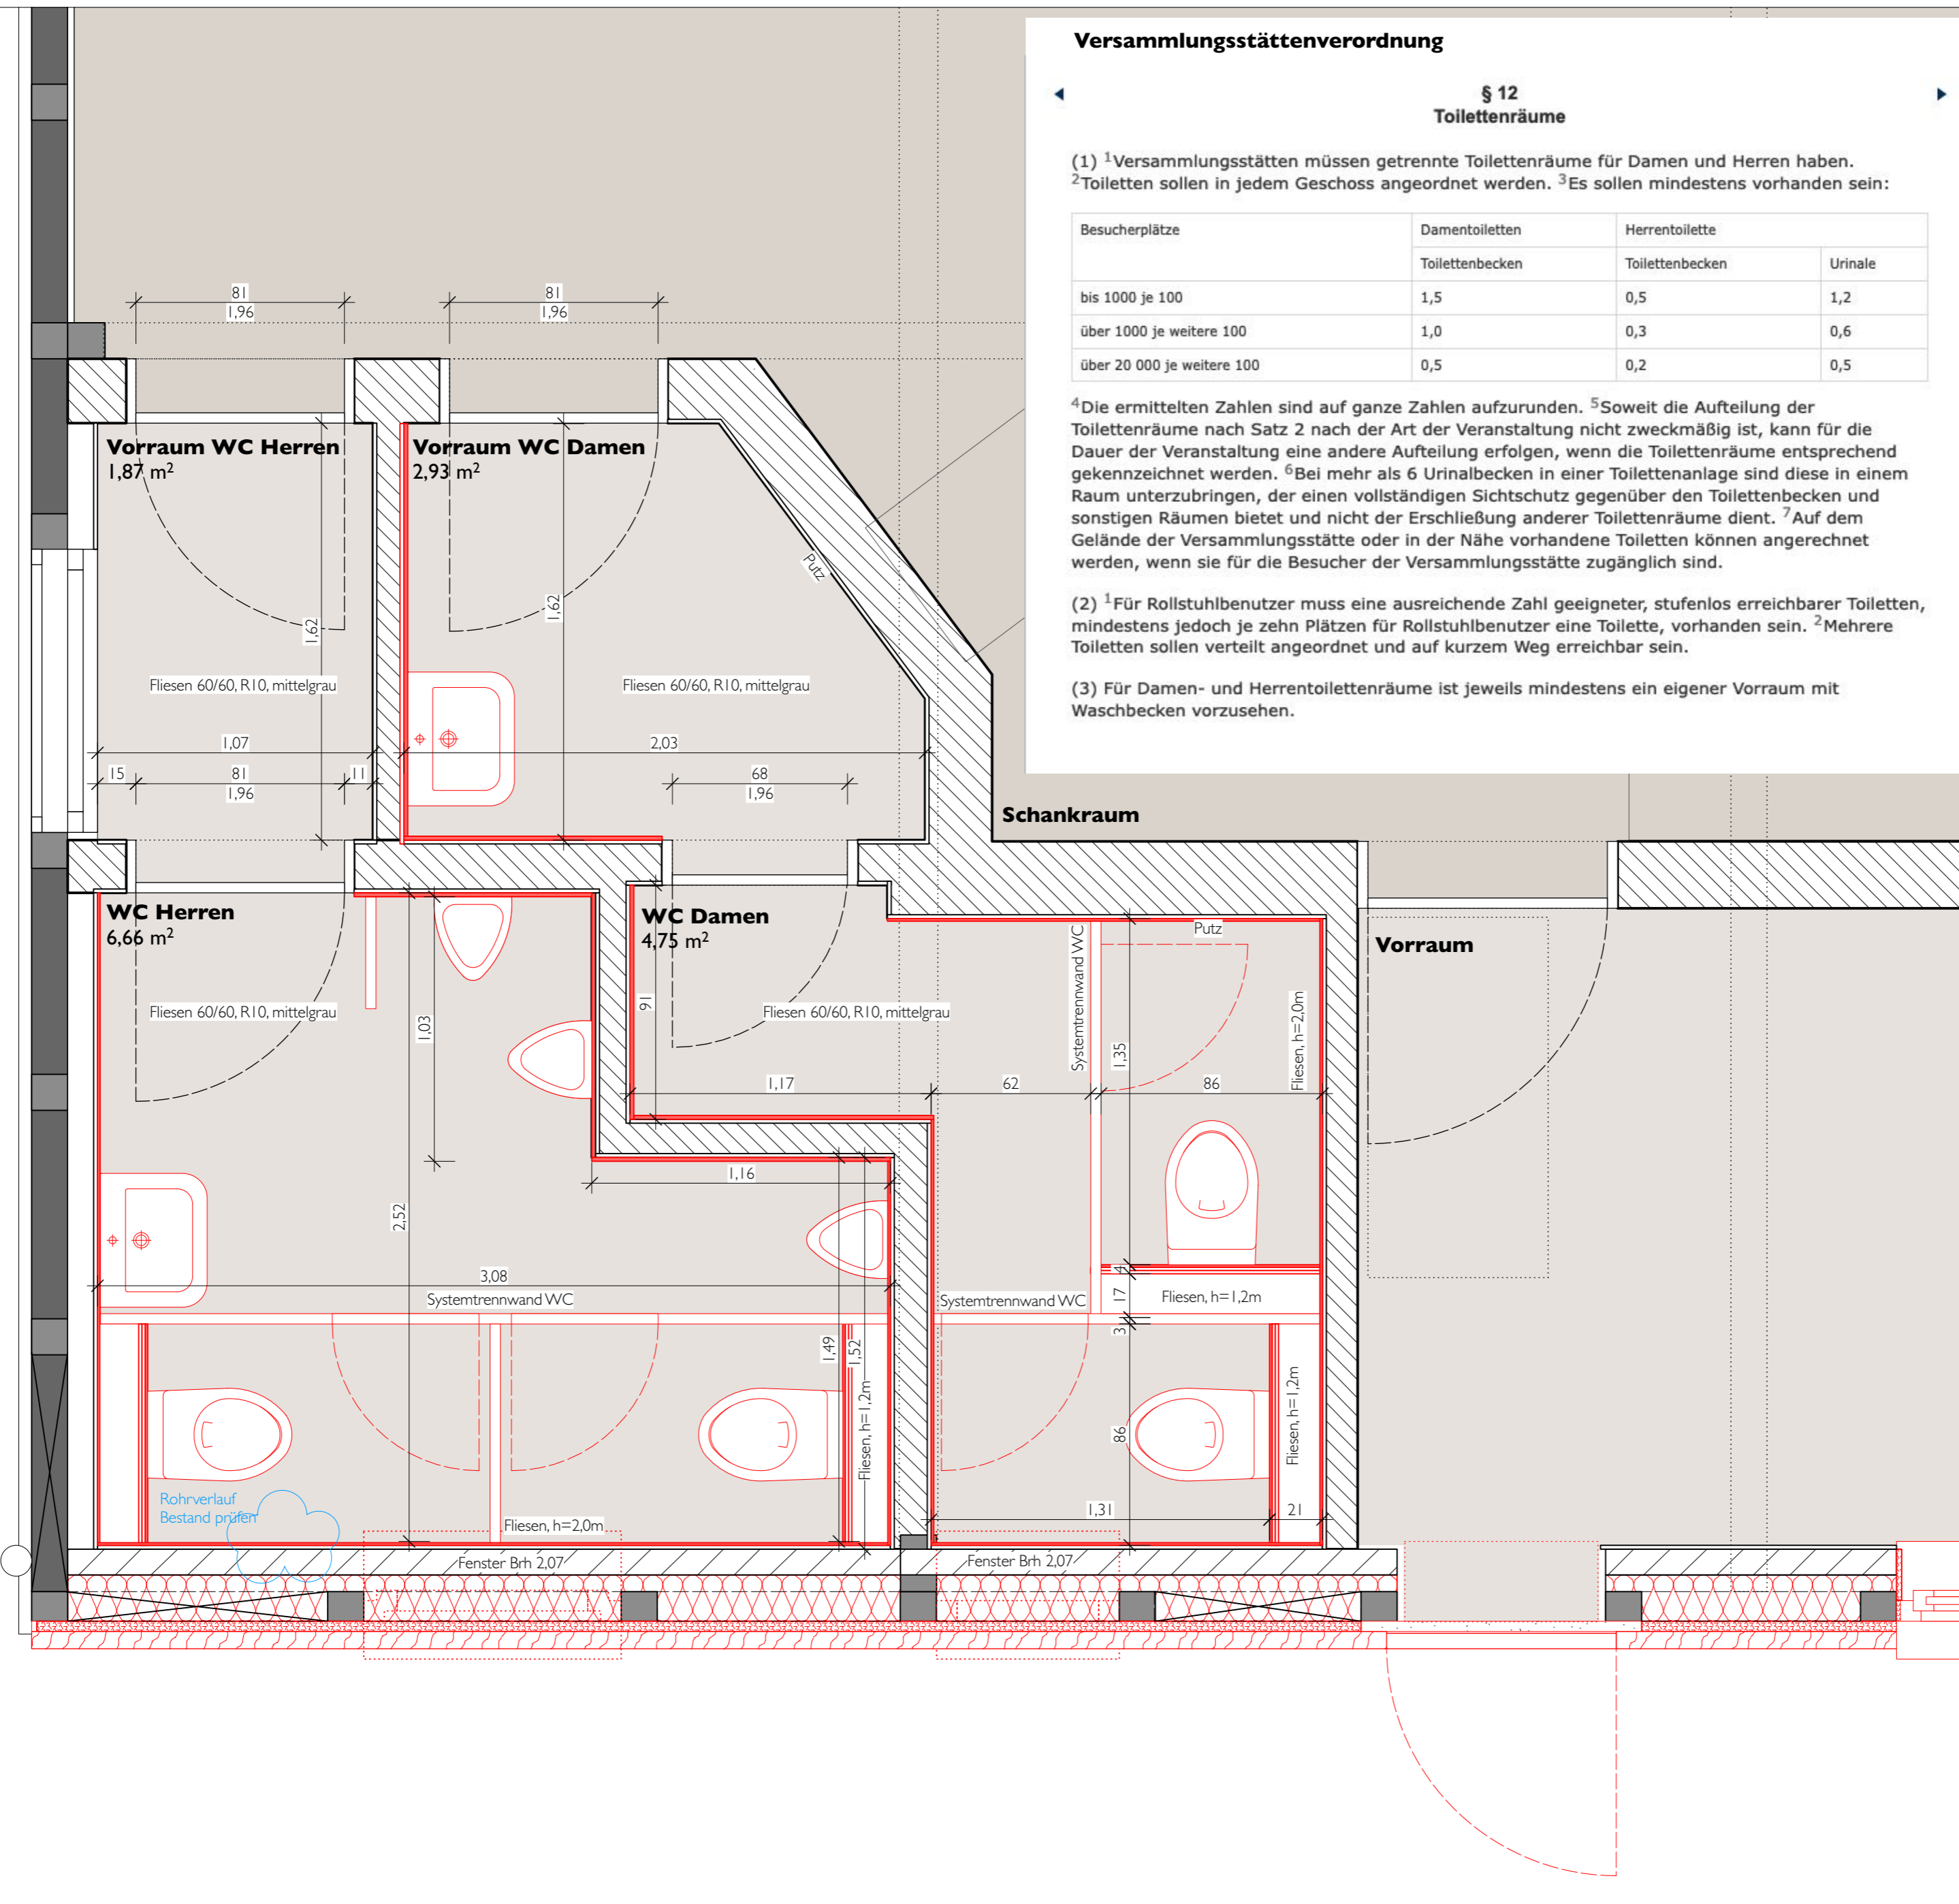 Versammlungsstättenverordnung
§ 12
Toilettenräume
(1) ¹Versammlungsstätten müssen getrennte Toilettenräume für Damen und Herren haben.
²Toiletten sollen in jedem Geschoss angeordnet werden. ³Es sollen mindestens vorhanden sein:
Besucherplätze Damentoiletten Herrentoilette
Toilettenbecken Toilettenbecken Urinale
bis 1000 je 100 1,5 0,5 1,2
über 1000 je weitere 100 1,0 0,3 0,6
über 20 000 je weitere 100 0,5 0,2 0,5
⁴Die ermittelten Zahlen sind auf ganze Zahlen aufzurunden. ⁵Soweit die Aufteilung der
Toilettenräume nach Satz 2 nach der Art der Veranstaltung nicht zweckmäßig ist, kann für die
Dauer der Veranstaltung eine andere Aufteilung erfolgen, wenn die Toilettenräume entsprechend
gekennzeichnet werden. ⁶Bei mehr als 6 Urinalbecken in einer Toilettenanlage sind diese in einem
Raum unterzubringen, der einen vollständigen Sichtschutz gegenüber den Toilettenbecken und
sonstigen Räumen bietet und nicht der Erschließung anderer Toilettenräume dient. ⁷Auf dem
Gelände der Versammlungsstätte oder in der Nähe vorhandene Toiletten können angerechnet
werden, wenn sie für die Besucher der Versammlungsstätte zugänglich sind.
(2) ¹Für Rollstuhlbenutzer muss eine ausreichende Zahl geeigneter, stufenlos erreichbarer Toiletten,
mindestens jedoch je zehn Plätzen für Rollstuhlbenutzer eine Toilette, vorhanden sein. ²Mehrere
Toiletten sollen verteilt angeordnet und auf kurzem Weg erreichbar sein.
(3) Für Damen- und Herrentoilettenräume ist jeweils mindestens ein eigener Vorraum mit
Waschbecken vorzusehen.
81 81
1,96 1,96
Vorraum WC Herren
1,87 m²
Vorraum WC Damen
2,93 m²
Putz
1,62
1,62
Fliesen 60/60, R10, mittelgrau
Fliesen 60/60, R10, mittelgrau
1,07
2,03
15 81 11
1,96
68
1,96
Schankraum
WC Herren
6,66 m²
WC Damen
4,75 m²
Putz
Vorraum
Systemtrennwand WC
Fliesen 60/60, R10, mittelgrau
Fliesen 60/60, R10, mittelgrau
91
1,03
1,35
Fliesen, h=2,0m
1,17 62 86
1,16
2,52
3,08
4
17
3
Fliesen, h=1,2m
Systemtrennwand WC
Systemtrennwand WC
1,49
1,52
Fliesen, h=1,2m
86
Fliesen, h=1,2m
Rohrverlauf
Bestand prüfen
1,31 21
Fliesen, h=2,0m
Fenster Brh 2,07
Fenster Brh 2,07